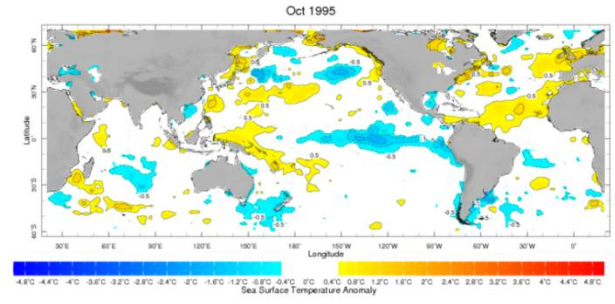 Oct 1995
60°N
30°N
0°
30°S
60°S
Latitude
30°E 60°E 90°E 120°E 150°E 180° 150°W 120°W 90°W 60°W 30°W 0°
Longitude
-4.8°C -4.4°C -4°C -3.6°C -3.2°C -2.8°C -2.4°C -2°C -1.6°C -1.2°C -0.8°C -0.4°C 0°C 0.4°C 0.8°C 1.2°C 1.6°C 2°C 2.4°C 2.8°C 3.2°C 3.6°C 4°C 4.4°C 4.8°C
Sea Surface Temperature Anomaly